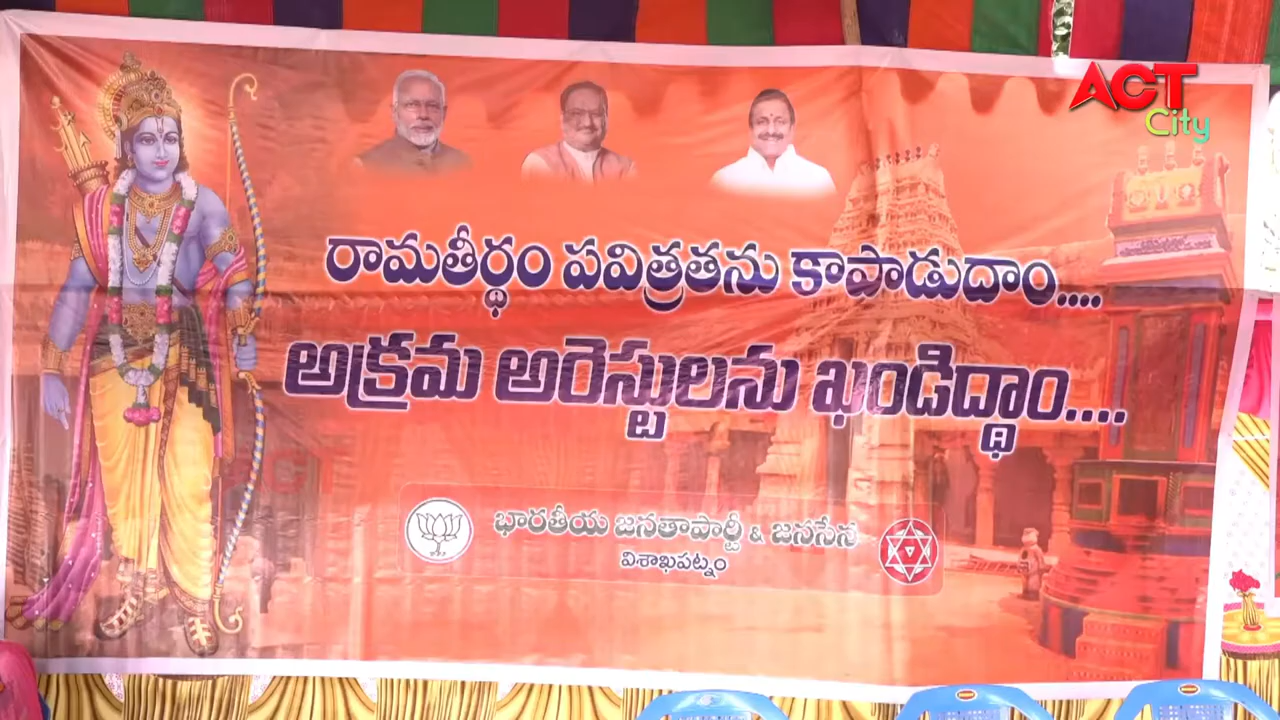 ACT
City
రామతీర్థం పవిత్రతను కాపాడుదాం....
అక్రమ అరెస్టులను ఖండిద్ధాం....
భారతీయ జనతాపార్టీ & జనసేన
విశాఖపట్నం